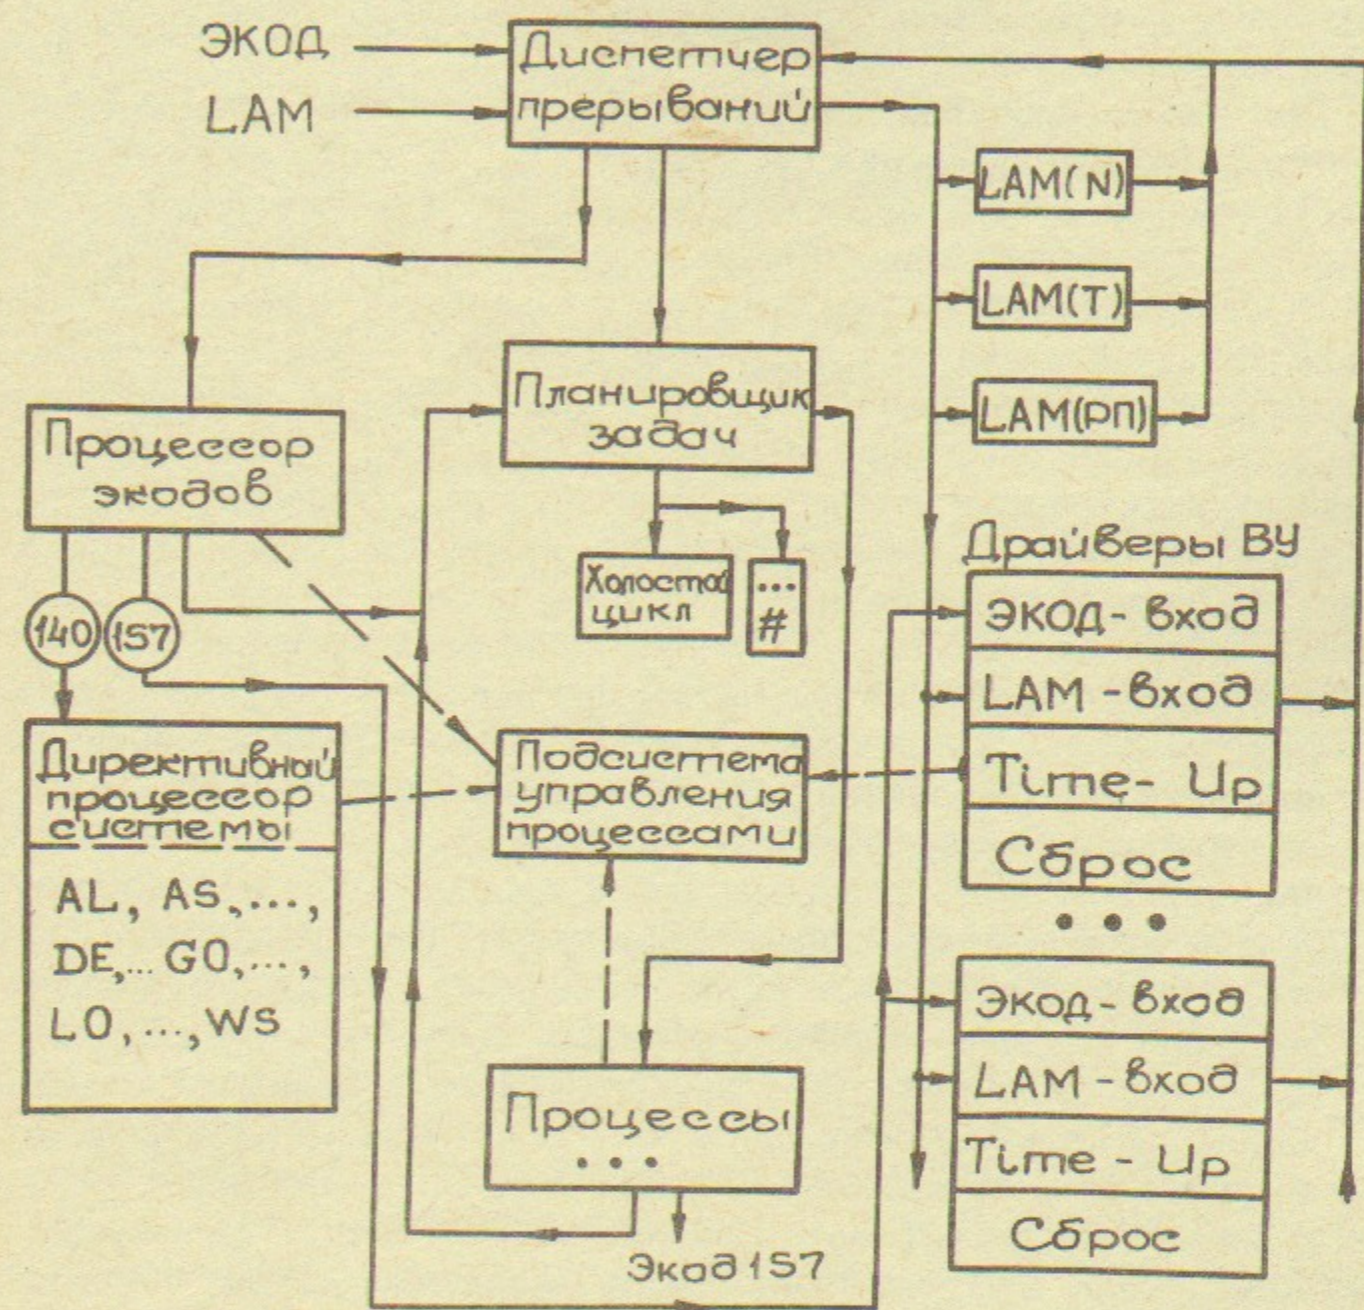 ЭКОД
LAM
Диспетчер
прерываний
LAM(N)
LAM(T)
LAM(РП)
Планировщик
задач
Процессор
экодов
Холостой
цикл
...
#
140
157
Драйверы ВУ
ЭКОД - вход
LAM - вход
Time - Up
Сброс
• • •
Директивный
процессор
системы
AL, AS, ...,
DE, ... GO, ...,
LO, ..., WS
Подсистема
управления
процессами
ЭКОД - вход
LAM - вход
Time - Up
Сброс
Процессы
• • •
Экод 157